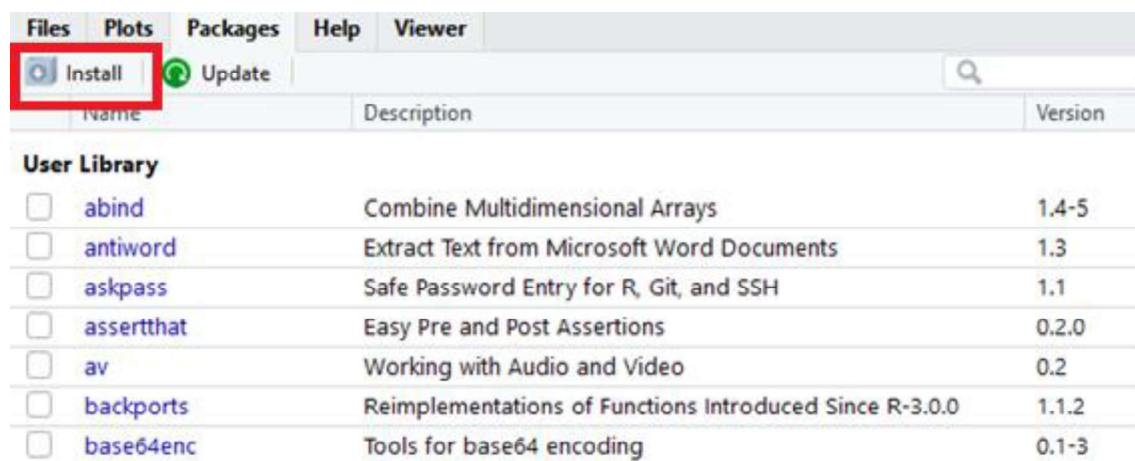 Files Plots Packages Help Viewer
Install Update
Name Description Version
User Library
abind Combine Multidimensional Arrays 1.4-5
antiword Extract Text from Microsoft Word Documents 1.3
askpass Safe Password Entry for R, Git, and SSH 1.1
assertthat Easy Pre and Post Assertions 0.2.0
av Working with Audio and Video 0.2
backports Reimplementations of Functions Introduced Since R-3.0.0 1.1.2
base64enc Tools for base64 encoding 0.1-3